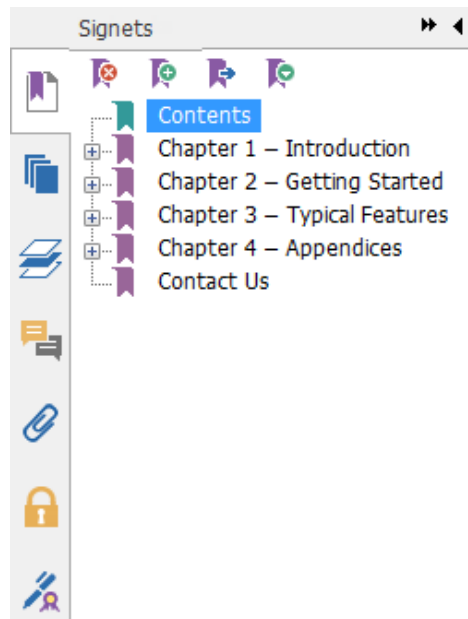 Signets
Contents
Chapter 1 – Introduction
Chapter 2 – Getting Started
Chapter 3 – Typical Features
Chapter 4 – Appendices
Contact Us